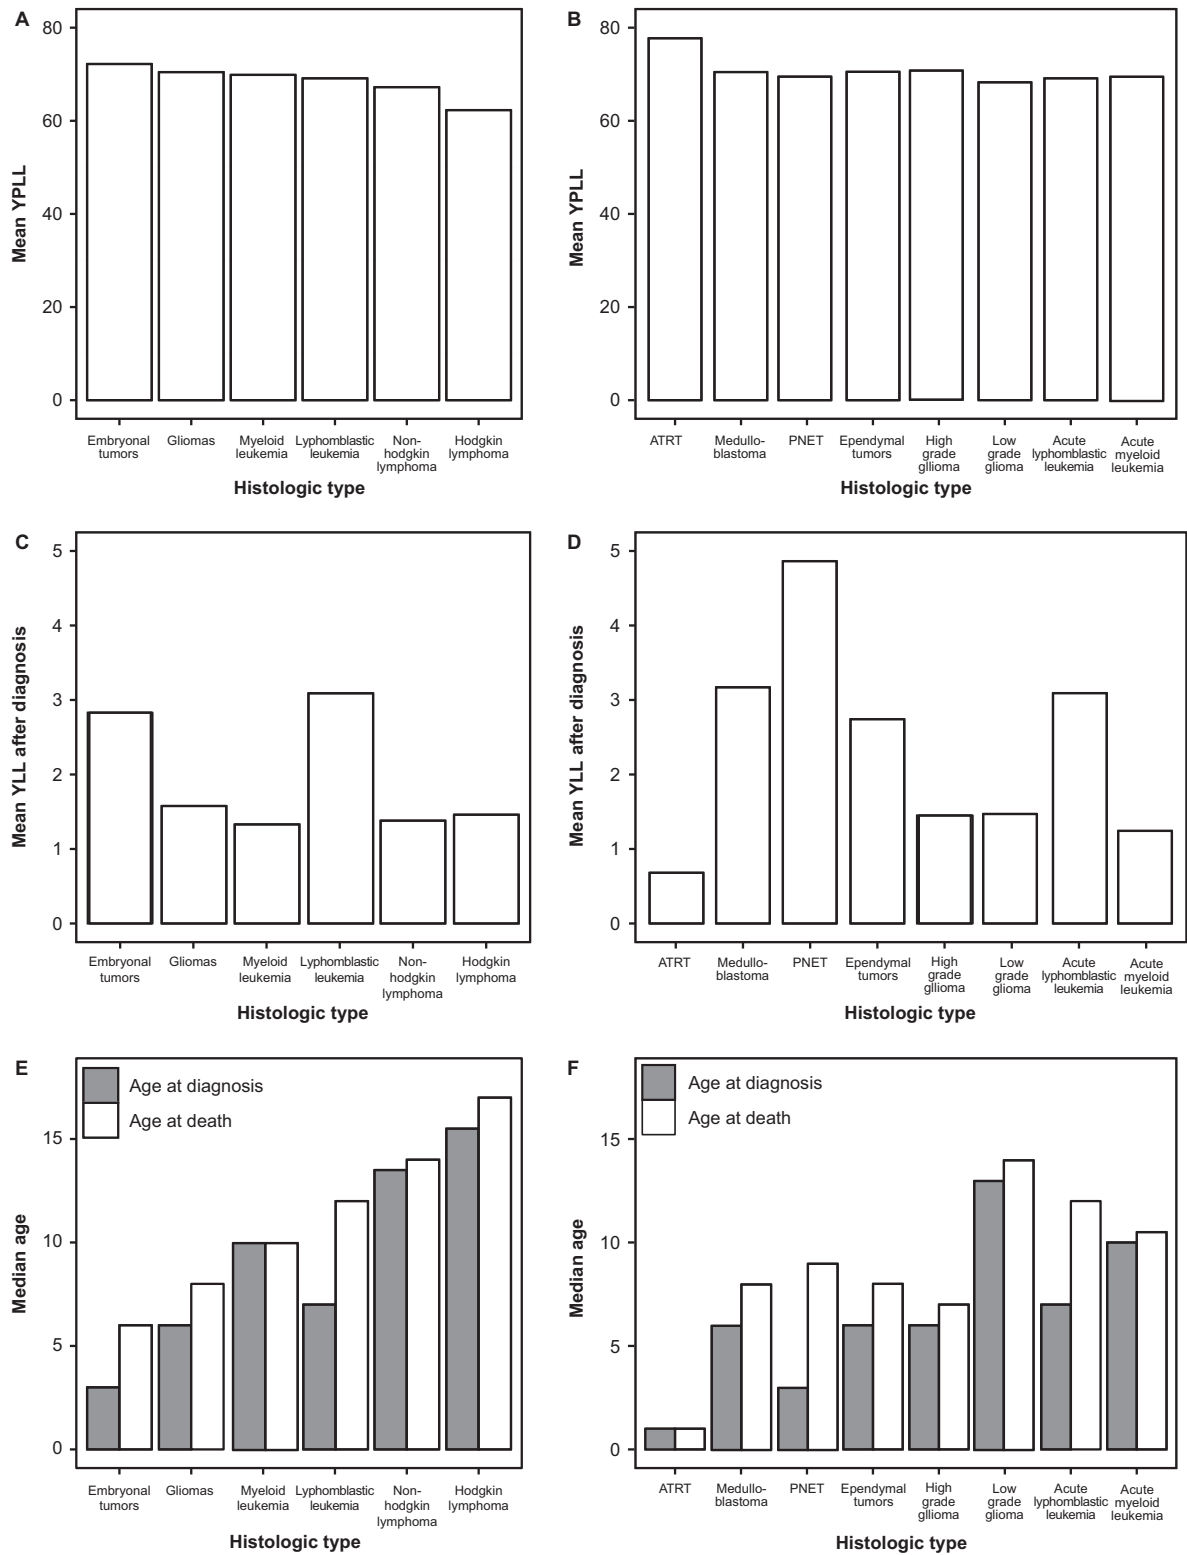 A
80
60
40
20
0
Mean YPLL
Embryonal
tumors
Gliomas
Myeloid
leukemia
Lyphomblastic
leukemia
Non-
hodgkin
lymphoma
Hodgkin
lymphoma
Histologic type
B
80
60
40
20
0
Mean YPLL
ATRT
Medullo-
blastoma
PNET
Ependymal
tumors
High
grade
gllioma
Low
grade
glioma
Acute
lyphomblastic
leukemia
Acute
myeloid
leukemia
Histologic type
C
5
4
3
2
1
0
Mean YLL after diagnosis
Embryonal
tumors
Gliomas
Myeloid
leukemia
Lyphomblastic
leukemia
Non-
hodgkin
lymphoma
Hodgkin
lymphoma
Histologic type
D
5
4
3
2
1
0
Mean YLL after diagnosis
ATRT
Medullo-
blastoma
PNET
Ependymal
tumors
High
grade
gllioma
Low
grade
glioma
Acute
lyphomblastic
leukemia
Acute
myeloid
leukemia
Histologic type
E
Age at diagnosis
Age at death
15
10
5
0
Median age
Embryonal
tumors
Gliomas
Myeloid
leukemia
Lyphomblastic
leukemia
Non-
hodgkin
lymphoma
Hodgkin
lymphoma
Histologic type
F
Age at diagnosis
Age at death
15
10
5
0
Median age
ATRT
Medullo-
blastoma
PNET
Ependymal
tumors
High
grade
gllioma
Low
grade
glioma
Acute
lyphomblastic
leukemia
Acute
myeloid
leukemia
Histologic type